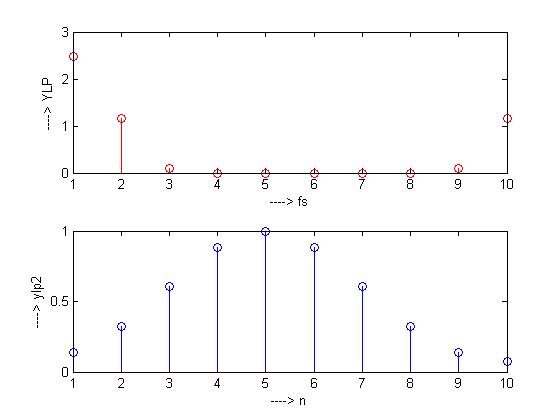 3
2
1
0
----> YLP
1 2 3 4 5 6 7 8 9 10
----> fs
1
0.5
0
----> ylp2
1 2 3 4 5 6 7 8 9 10
----> n